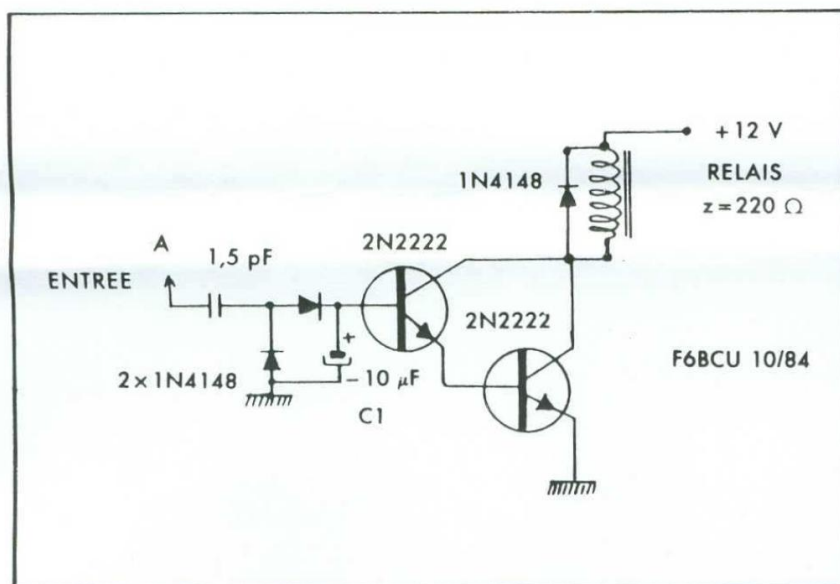 + 12 V
1N4148
RELAIS
z = 220 Ω
A
1,5 pF
2N2222
ENTREE
2N2222
+
2 × 1N4148
– 10 µF
F6BCU 10/84
C1